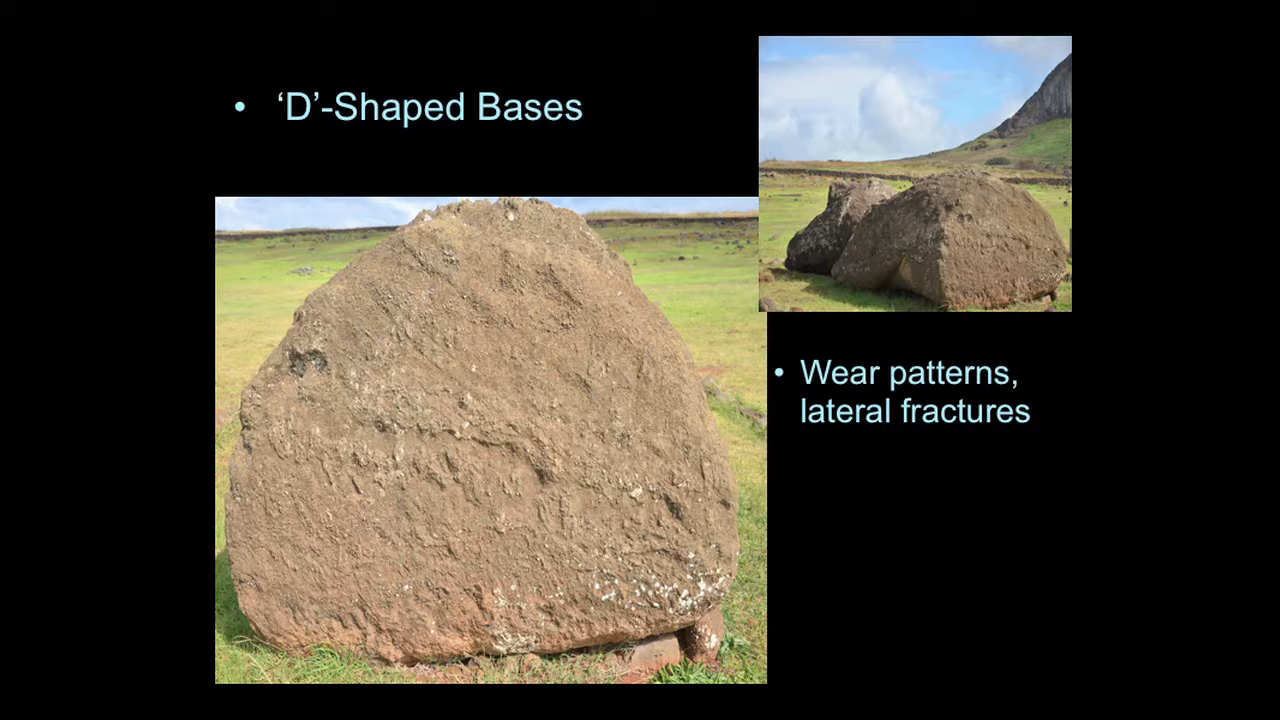 • ‘D’-Shaped Bases
• Wear patterns,
lateral fractures